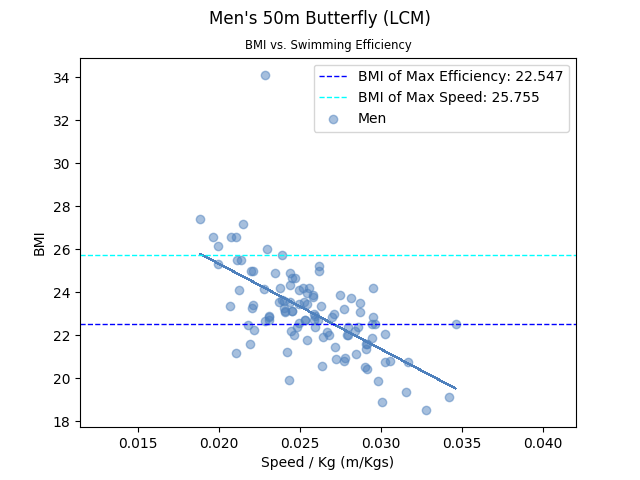 Men's 50m Butterfly (LCM)
BMI vs. Swimming Efficiency
BMI of Max Efficiency: 22.547
BMI of Max Speed: 25.755
Men
34
32
30
28
26
24
22
20
18
BMI
0.015 0.020 0.025 0.030 0.035 0.040
Speed / Kg (m/Kgs)